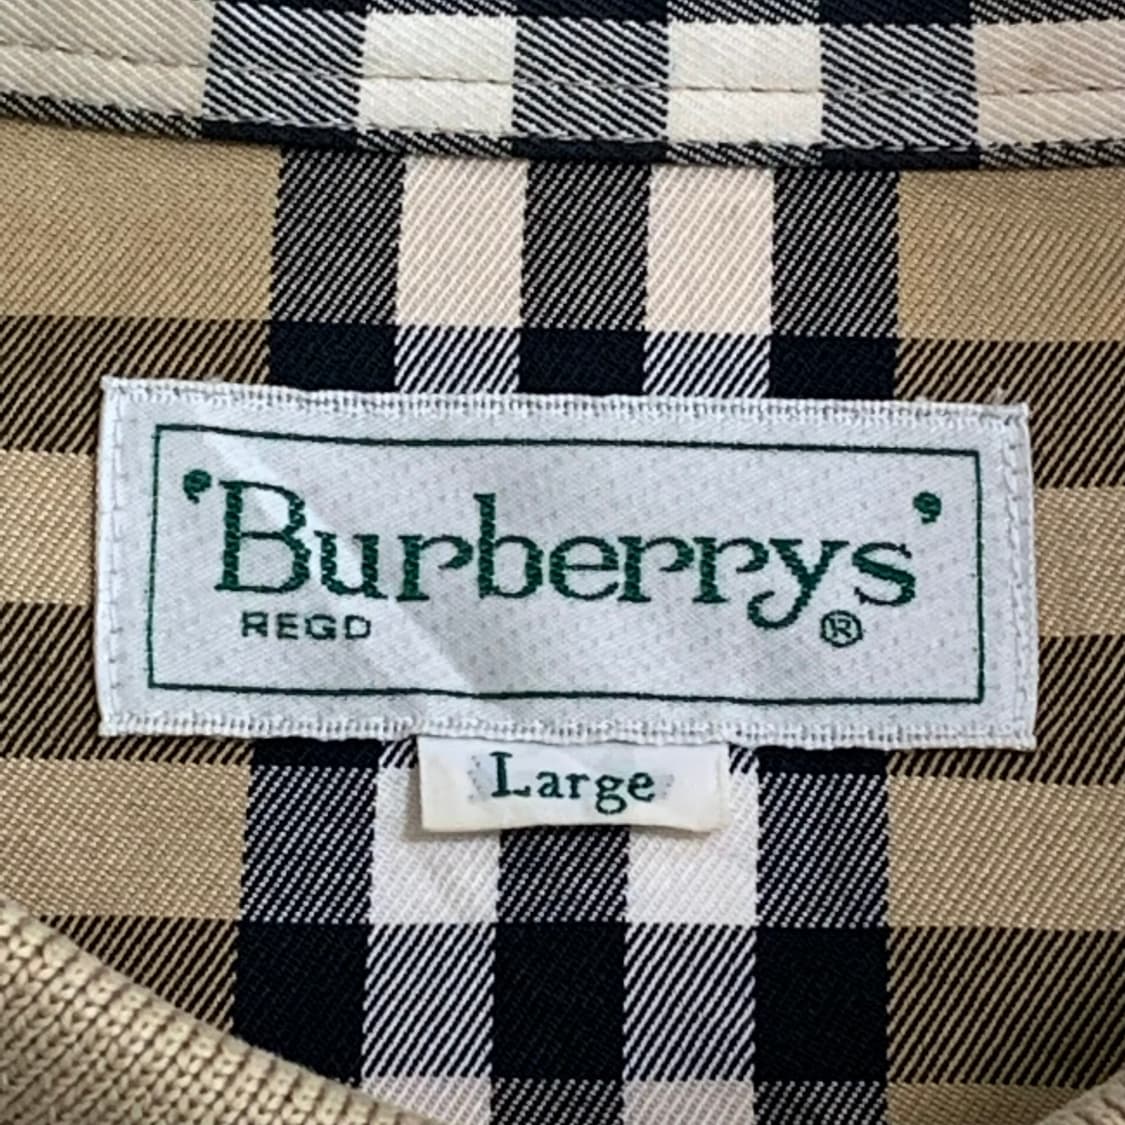 ‘Burberrys’
REGD ®
Large